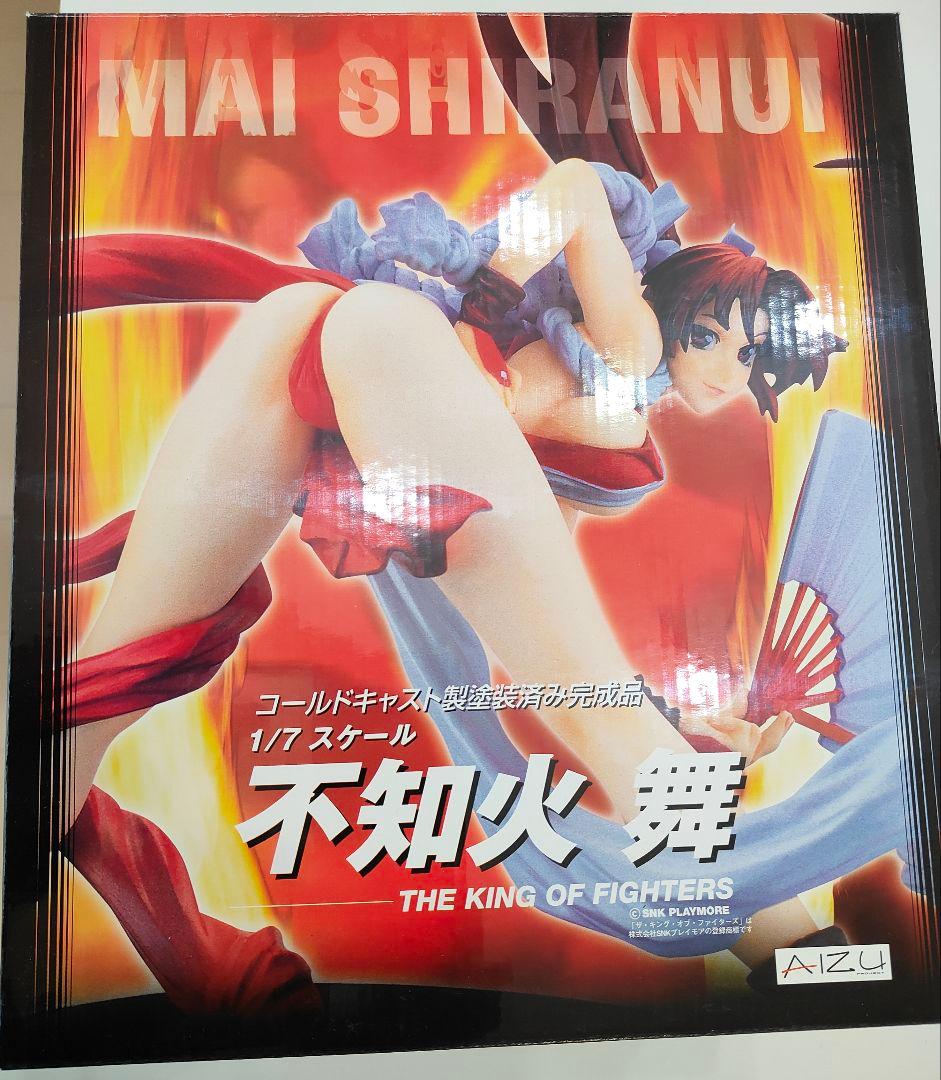 MAI SHIRANUI
コールドキャスト製塗装済み完成品
1/7 スケール
不知火 舞
THE KING OF FIGHTERS
© SNK PLAYMORE
「ザ・キング・オブ・ファイターズ」は
株式会社SNKプレイモアの登録商標です
AIZU
PROJECT